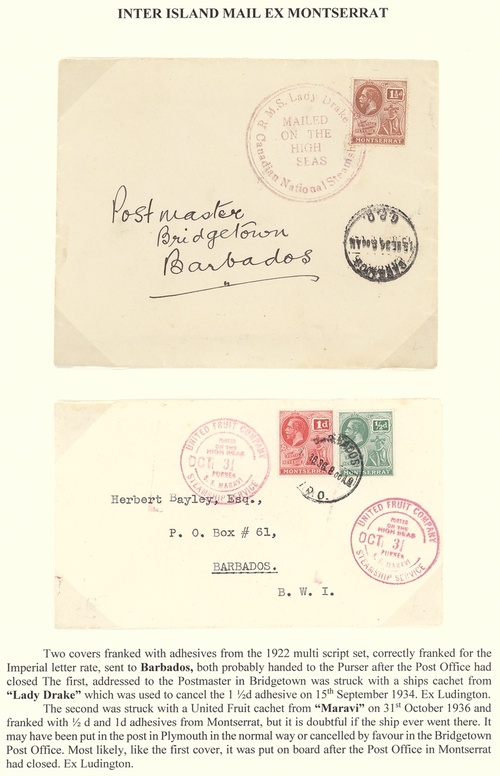 INTER ISLAND MAIL EX MONTSERRAT
R.M.S. Lady Drake
MAILED
ON THE
HIGH
SEAS
Canadian National Steamships
1½d
MONTSERRAT
Postmaster
Bridgetown
Barbados
G.P.O.
BARBADOS
UNITED FRUIT COMPANY
MAILED
ON THE
HIGH SEAS
OCT 31
PURSER
S.S. MARAVI
STEAMSHIP SERVICE
1d
MONTSERRAT
½d
MONTSERRAT
BARBADOS
Herbert Bayley, Esq.,
P. O. Box # 61,
BARBADOS.
B. W. I.
UNITED FRUIT COMPANY
MAILED
ON THE
HIGH SEAS
OCT 31
PURSER
S.S. MARAVI
STEAMSHIP SERVICE
Two covers franked with adhesives from the 1922 multi script set, correctly franked for the
Imperial letter rate, sent to Barbados, both probably handed to the Purser after the Post Office had
closed The first, addressed to the Postmaster in Bridgetown was struck with a ships cachet from
“Lady Drake” which was used to cancel the 1 ½d adhesive on 15th September 1934. Ex Ludington.
The second was struck with a United Fruit cachet from “Maravi” on 31st October 1936 and
franked with ½ d and 1d adhesives from Montserrat, but it is doubtful if the ship ever went there. It
may have been put in the post in Plymouth in the normal way or cancelled by favour in the Bridgetown
Post Office. Most likely, like the first cover, it was put on board after the Post Office in Montserrat
had closed. Ex Ludington.